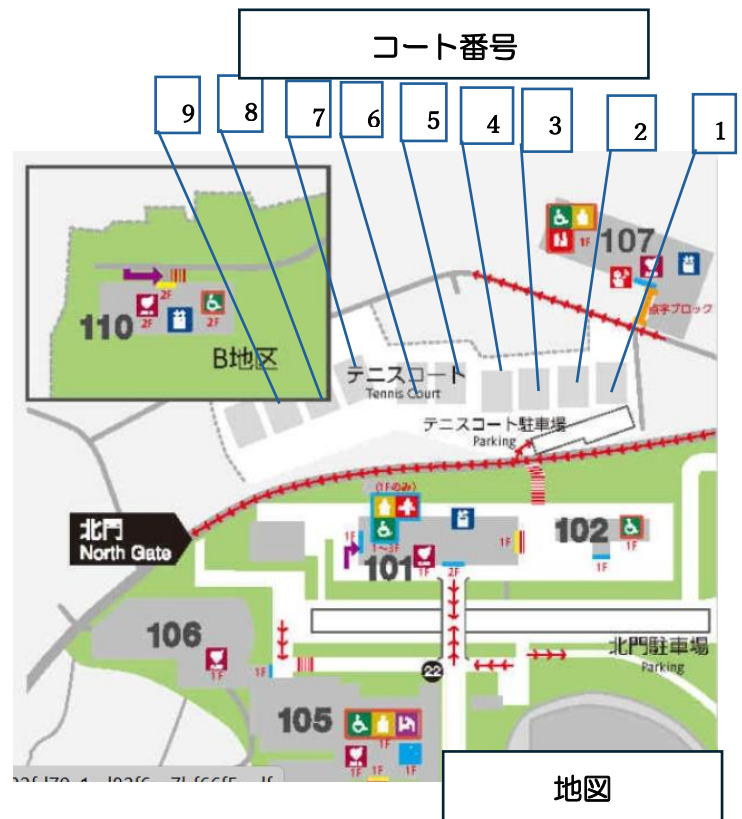 コート番号
9
8
7
6
5
4
3
2
1
1F
107
点字ブロック
2F
2F
2F
110
B地区
テニスコート
Tennis Court
テニスコート駐車場
Parking
北門
North Gate
(1Fのみ)
1F
1~3F
101
1F
2F
1F
102
1F
1F
106
1F
1F
22
北門駐車場
Parking
105
1F
1F
1F
1F
地図